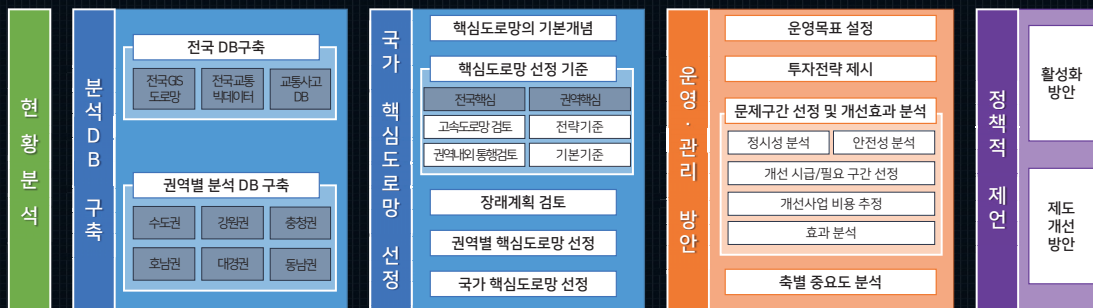 현황분석
분석DB 구축
전국 DB구축
전국GIS 도로망
전국교통 빅데이터
교통사고 DB
권역별 분석 DB 구축
수도권
강원권
충청권
호남권
대경권
동남권
국가 핵심도로망 선정
핵심도로망의 기본개념
핵심도로망 선정 기준
전국핵심
권역핵심
고속도로망 검토
전략기준
권역내외 통행검토
기본기준
장래계획 검토
권역별 핵심도로망 선정
국가 핵심도로망 선정
운영·관리 방안
운영목표 설정
투자전략 제시
문제구간 선정 및 개선효과 분석
정시성 분석
안전성 분석
개선 시급/필요 구간 선정
개선사업 비용 추정
효과 분석
축별 중요도 분석
정책적 제언
활성화
방안
제도
개선
방안